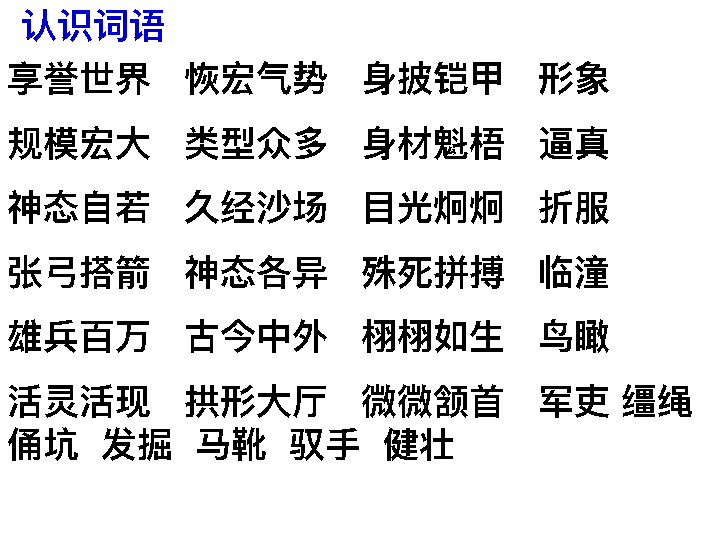 认识词语
享誉世界 恢宏气势 身披铠甲 形象
规模宏大 类型众多 身材魁梧 逼真
神态自若 久经沙场 目光炯炯 折服
张弓搭箭 神态各异 殊死拼搏 临潼
雄兵百万 古今中外 栩栩如生 鸟瞰
活灵活现 拱形大厅 微微颔首 军吏 缰绳
俑坑 发掘 马靴 驭手 健壮